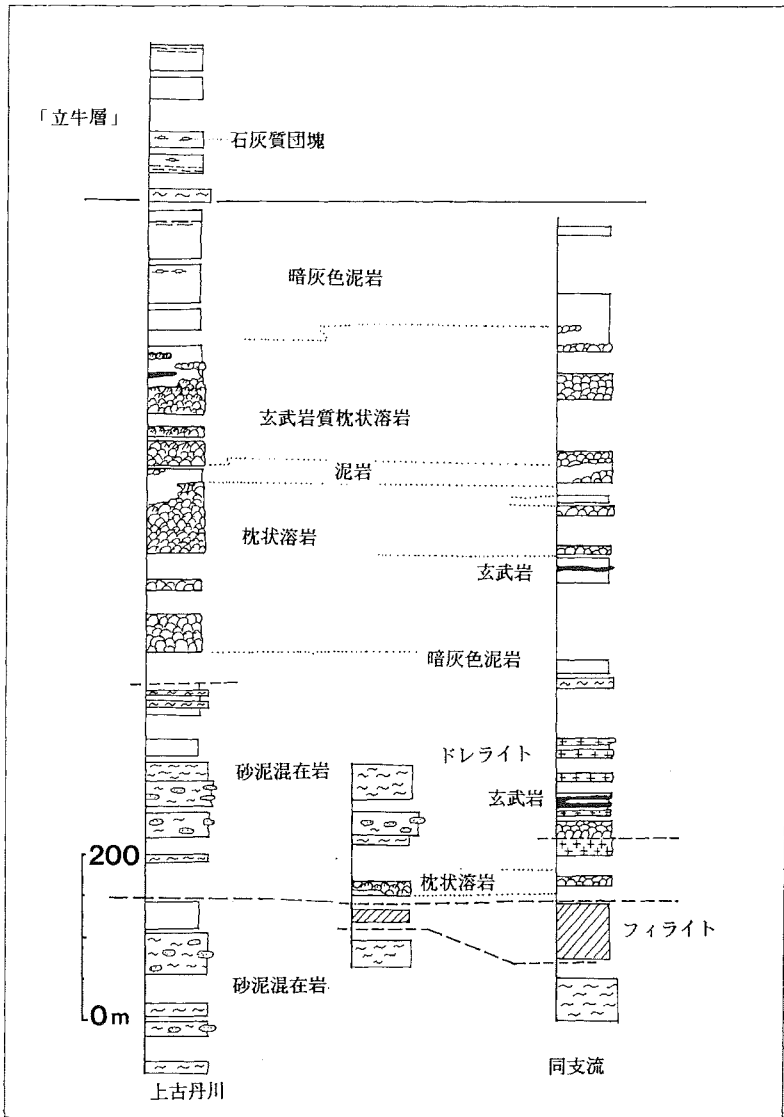 「立牛層」
石灰質団塊
暗灰色泥岩
玄武岩質枕状溶岩
泥岩
枕状溶岩
玄武岩
暗灰色泥岩
ドレライト
砂泥混在岩
玄武岩
200
枕状溶岩
フィライト
砂泥混在岩
0m
同支流
上古丹川